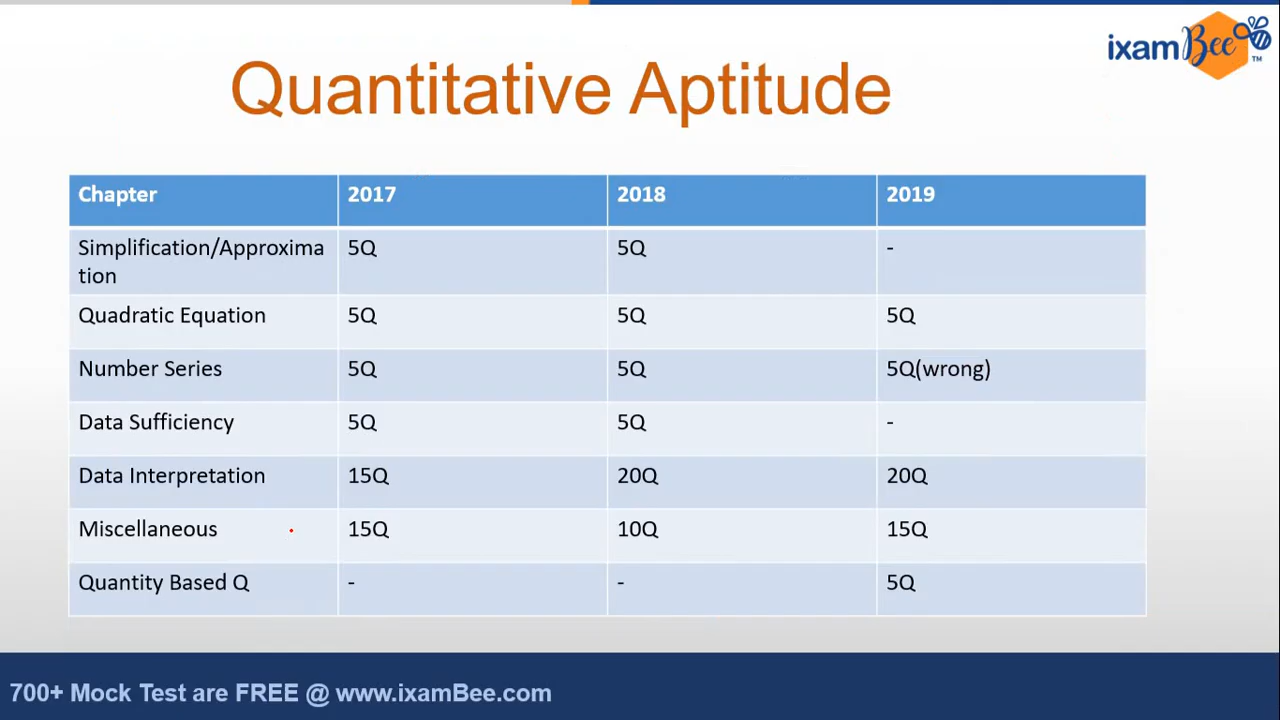 ixamBee™
Quantitative Aptitude
Chapter 2017 2018 2019
Simplification/Approxima 5Q 5Q -
tion
Quadratic Equation 5Q 5Q 5Q
Number Series 5Q 5Q 5Q(wrong)
Data Sufficiency 5Q 5Q -
Data Interpretation 15Q 20Q 20Q
Miscellaneous 15Q 10Q 15Q
Quantity Based Q - - 5Q
700+ Mock Test are FREE @ www.ixamBee.com